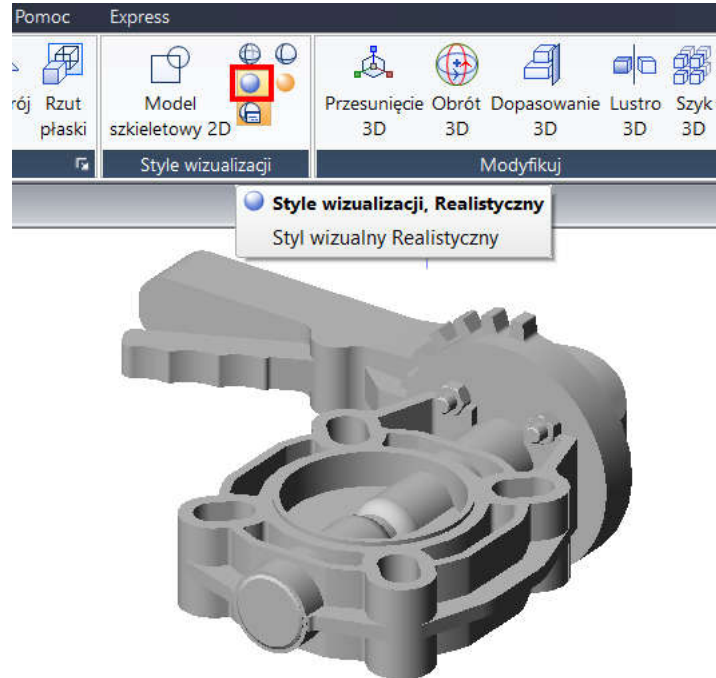 Pomoc Express
rój Rzut płaski
Model szkieletowy 2D
Przesunięcie 3D
Obrót 3D
Dopasowanie 3D
Lustro 3D
Szyk 3D
Style wizualizacji
Modyfikuj
Style wizualizacji, Realistyczny
Styl wizualny Realistyczny